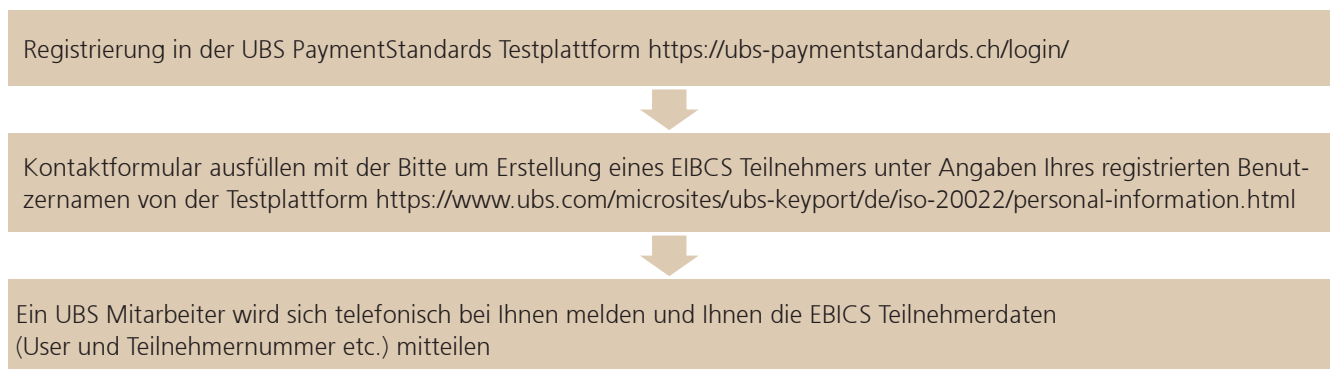 Registrierung in der UBS PaymentStandards Testplattform https://ubs-paymentstandards.ch/login/
Kontaktformular ausfüllen mit der Bitte um Erstellung eines EIBCS Teilnehmers unter Angaben Ihres registrierten Benut-
zernamen von der Testplattform https://www.ubs.com/microsites/ubs-keyport/de/iso-20022/personal-information.html
Ein UBS Mitarbeiter wird sich telefonisch bei Ihnen melden und Ihnen die EBICS Teilnehmerdaten
(User und Teilnehmernummer etc.) mitteilen